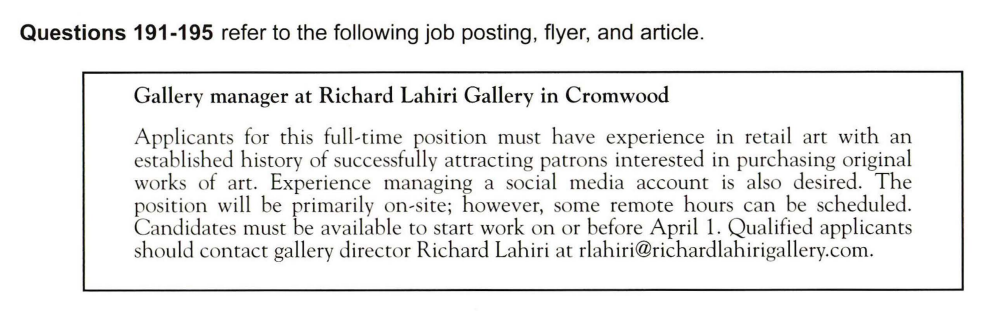 Questions 191-195 refer to the following job posting, flyer, and article.
Gallery manager at Richard Lahiri Gallery in Cromwood
Applicants for this full-time position must have experience in retail art with an
established history of successfully attracting patrons interested in purchasing original
works of art. Experience managing a social media account is also desired. The
position will be primarily on-site; however, some remote hours can be scheduled.
Candidates must be available to start work on or before April 1. Qualified applicants
should contact gallery director Richard Lahiri at rlahiri@richardlahirigallery.com.